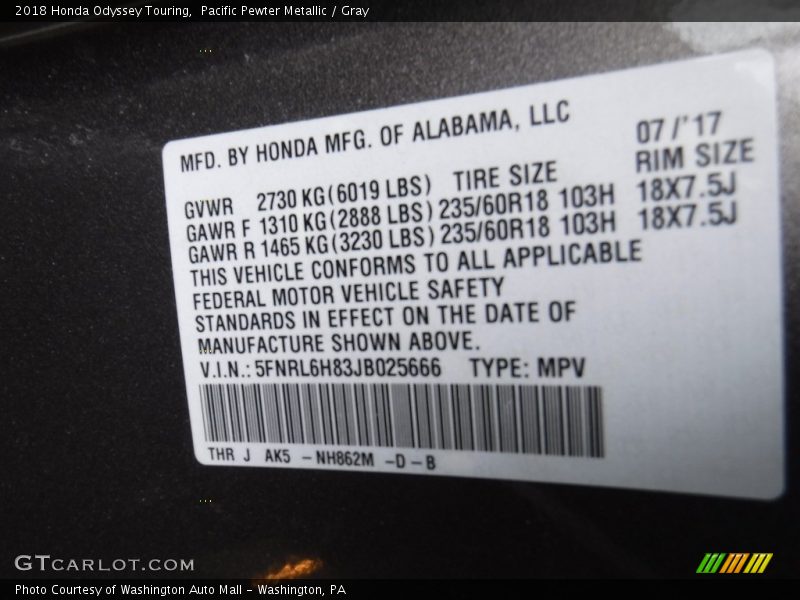 2018 Honda Odyssey Touring, Pacific Pewter Metallic / Gray
MFD. BY HONDA MFG. OF ALABAMA, LLC 07/'17
GVWR 2730 KG(6019 LBS) TIRE SIZE RIM SIZE
GAWR F 1310 KG(2888 LBS) 235/60R18 103H 18X7.5J
GAWR R 1465 KG(3230 LBS) 235/60R18 103H 18X7.5J
THIS VEHICLE CONFORMS TO ALL APPLICABLE
FEDERAL MOTOR VEHICLE SAFETY
STANDARDS IN EFFECT ON THE DATE OF
MANUFACTURE SHOWN ABOVE.
V.I.N.: 5FNRL6H83JB025666 TYPE: MPV
THR J AK5 -NH862M -D-B
GTCARLOT.COM
Photo Courtesy of Washington Auto Mall - Washington, PA